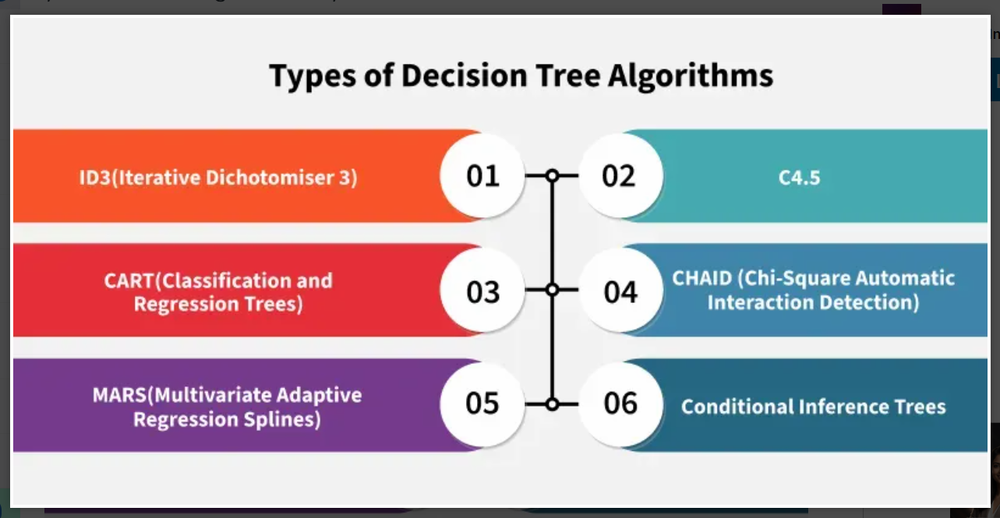 Types of Decision Tree Algorithms
ID3(Iterative Dichotomiser 3)
01
02
C4.5
CART(Classification and
Regression Trees)
03
04
CHAID (Chi-Square Automatic
Interaction Detection)
MARS(Multivariate Adaptive
Regression Splines)
05
06
Conditional Inference Trees